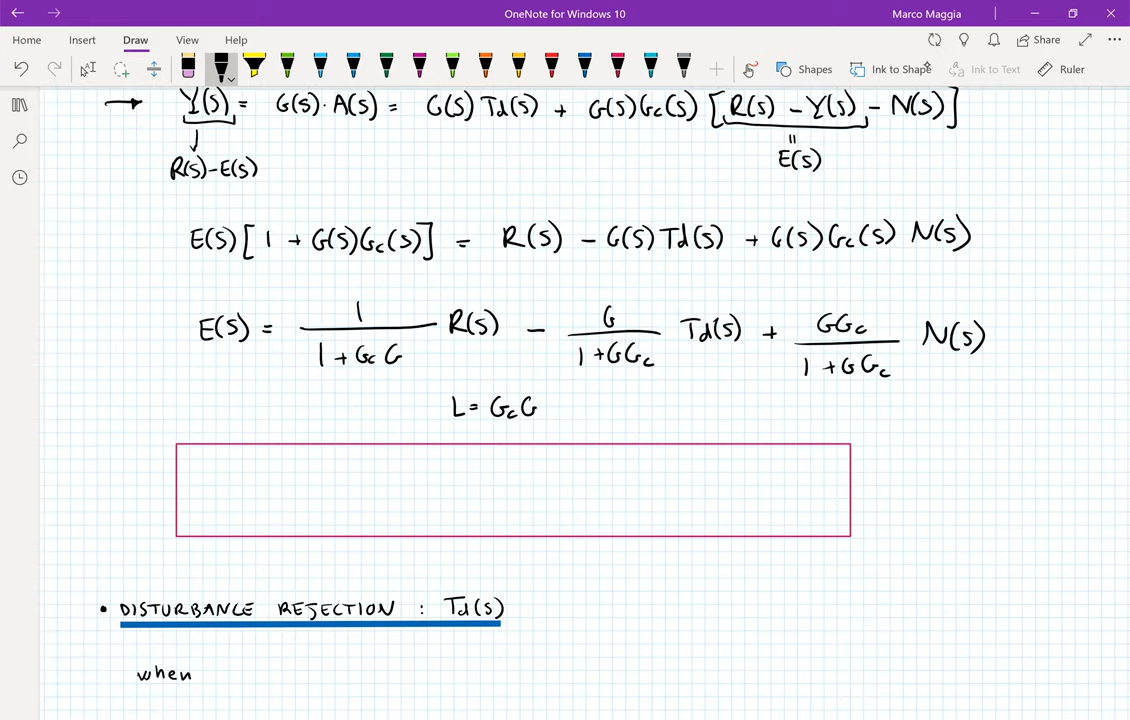 OneNote for Windows 10
Marco Maggia
Home Insert Draw View Help
Share
Shapes Ink to Shape Ink to Text Ruler
→ Y(s) = G(s)·A(s) = G(s)Td(s) + G(s)Gc(s) [R(s) - Y(s) - N(s)]
↓
R(s)-E(s)
"
E(s)
E(s)[1 + G(s)Gc(s)] = R(s) - G(s)Td(s) + G(s)Gc(s) N(s)
E(s) = 1 / (1 + GcG) R(s) - G / (1 + GGc) Td(s) + GGc / (1 + GGc) N(s)
L = GcG
• DISTURBANCE REJECTION : Td(s)
when